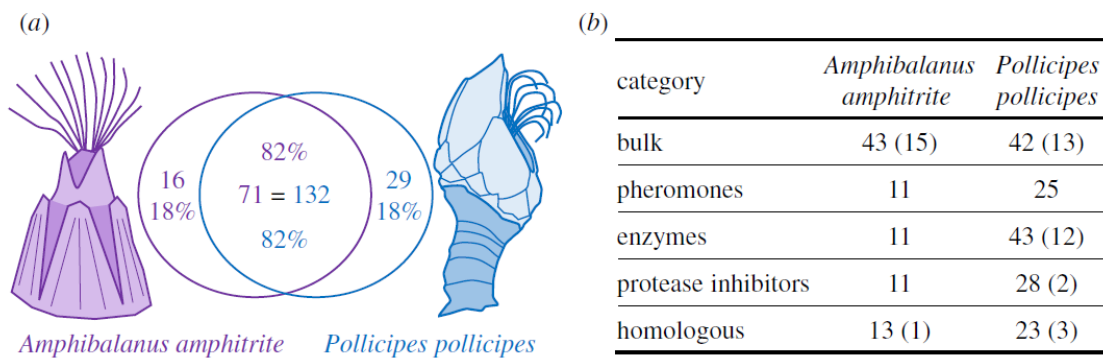 (a)
82%
16
71 = 132
29
18%
18%
82%
Amphibalanus amphitrite
Pollicipes pollicipes
(b)
category Amphibalanus amphitrite Pollicipes pollicipes
bulk 43 (15) 42 (13)
pheromones 11 25
enzymes 11 43 (12)
protease inhibitors 11 28 (2)
homologous 13 (1) 23 (3)